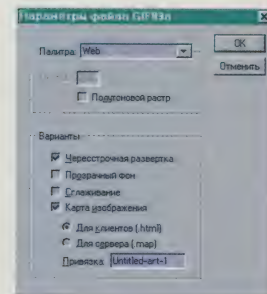 Параметры файла GIF89a
Палитра: Web
OK
Отменить
Полутоновой растр
Варианты
Чересстрочная развертка
Прозрачный фон
Сглаживание
Карта изображения
Для клиентов (.html)
Для сервера (.map)
Привязка: Untitled-art-1